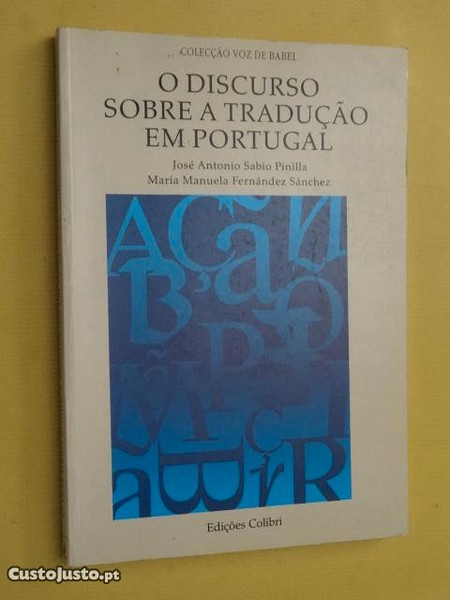 COLECÇÃO VOZ DE BABEL
O DISCURSO
SOBRE A TRADUÇÃO
EM PORTUGAL
José Antonio Sabio Pinilla
María Manuela Fernández Sánchez
Edições Colibri
CustoJusto.pt